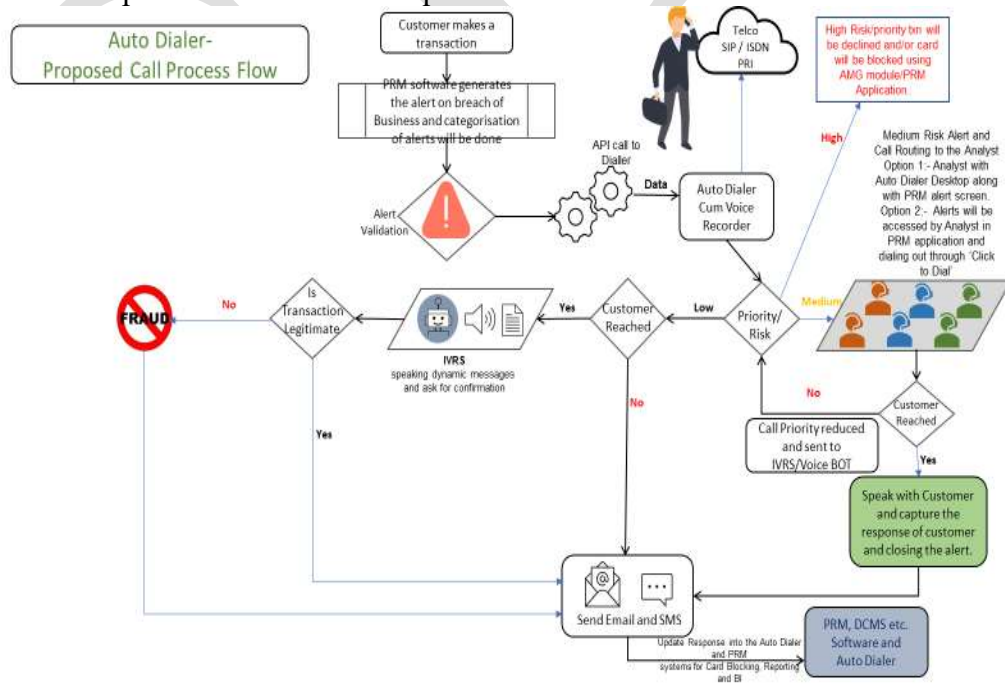 Auto Dialer-
Proposed Call Process Flow
Customer makes a
transaction
PRM software generates
the alert on breach of
Business and categorisation
of alerts will be done
Alert
Validation
API call to
Dialer
Data
Telco
SIP / ISDN
PRI
Auto Dialer
Cum Voice
Recorder
High Risk/priority txn will
be declined and/or card
will be blocked using
AMG module/PRM
Application
High
Medium Risk Alert and
Call Routing to the Analyst
Option 1:- Analyst with
Auto Dialer Desktop along
with PRM alert screen.
Option 2:- Alerts will be
accessed by Analyst in
PRM application and
dialing out through 'Click
to Dial'
FRAUD
No
Is
Transaction
Legitimate
IVRS
speaking dynamic messages
and ask for confirmation
Yes
Customer
Reached
Low
Priority/
Risk
Medium
No
Yes
No
Customer
Reached
Call Priority reduced
and sent to
IVRS/Voice BOT
Yes
Speak with Customer
and capture the
response of customer
and closing the alert.
Send Email and SMS
Update Response into the Auto Dialer
and PRM
systems for Card Blocking, Reporting
and BI
PRM, DCMS etc.
Software and
Auto Dialer